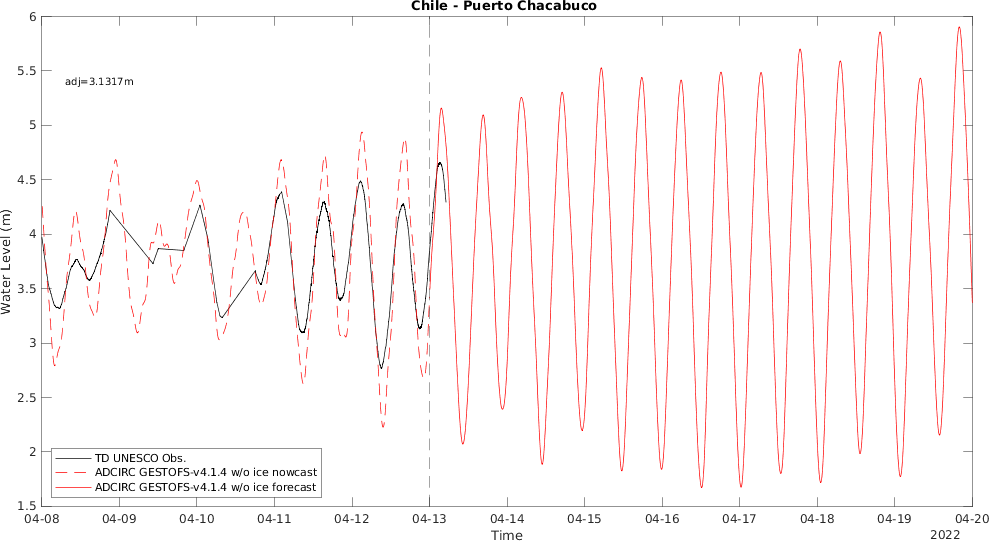 Chile - Puerto Chacabuco
adj=3.1317m
Water Level (m)
6
5.5
5
4.5
4
3.5
3
2.5
2
1.5
TD UNESCO Obs.
ADCIRC GESTOFS-v4.1.4 w/o ice nowcast
ADCIRC GESTOFS-v4.1.4 w/o ice forecast
04-08 04-09 04-10 04-11 04-12 04-13 04-14 04-15 04-16 04-17 04-18 04-19 04-20
Time
2022